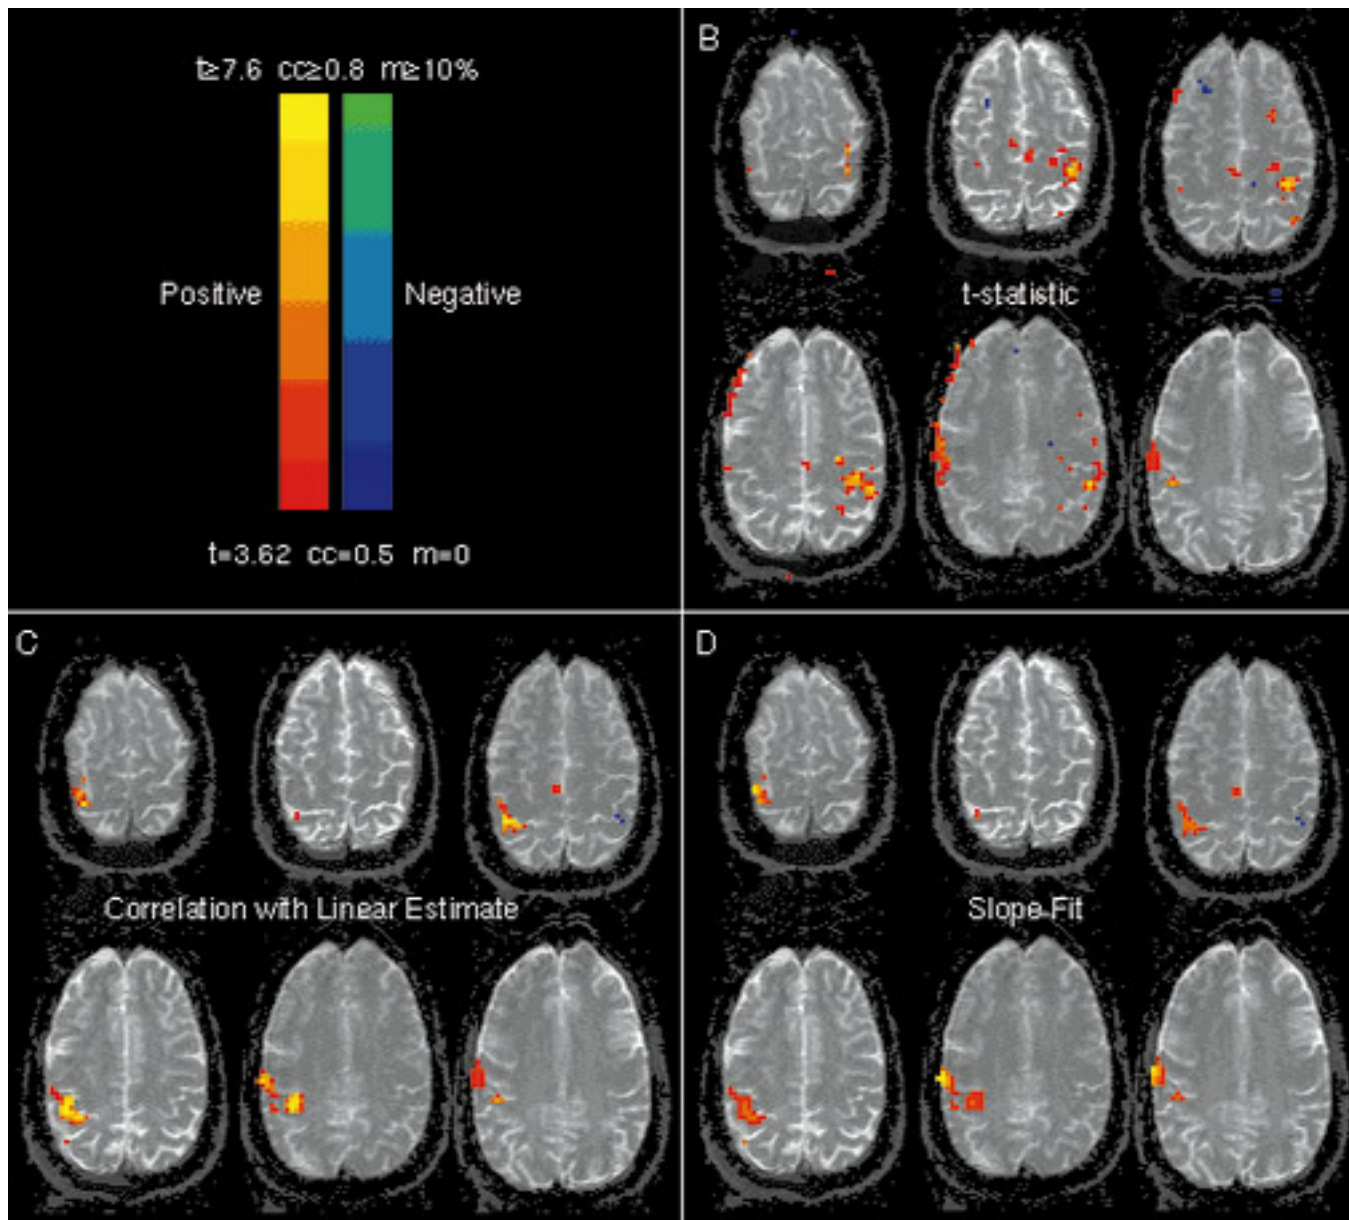 t≥7.6 cc≥0.8 m≥10%
Positive
Negative
t=3.62 cc=0.5 m=0
B
t-statistic
C
Correlation with Linear Estimate
D
Slope Fit